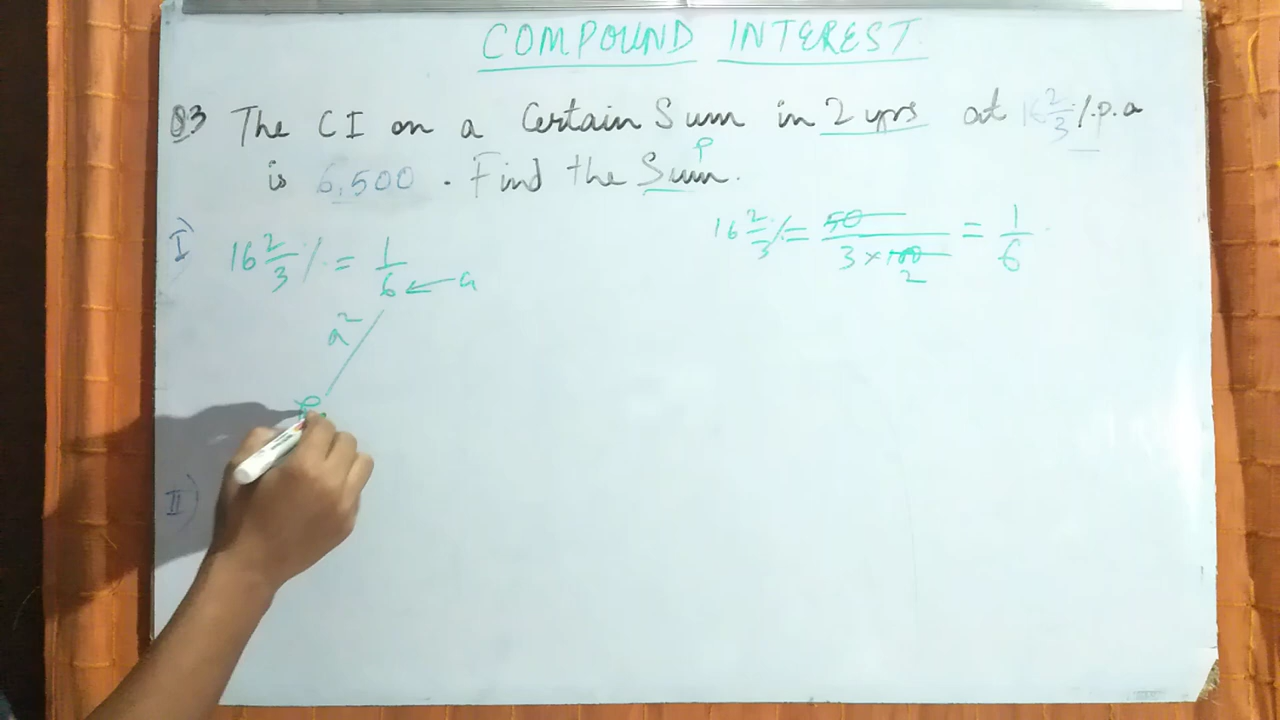 COMPOUND INTEREST
Q3 The CI on a Certain Sum in 2 yrs at 16 2/3 % p.a
is 6,500. Find the Sum.
P
I) 16 2/3 % = 1/6 ← a
16 2/3 % = 50/3×100 = 1/6
2
a²
II)